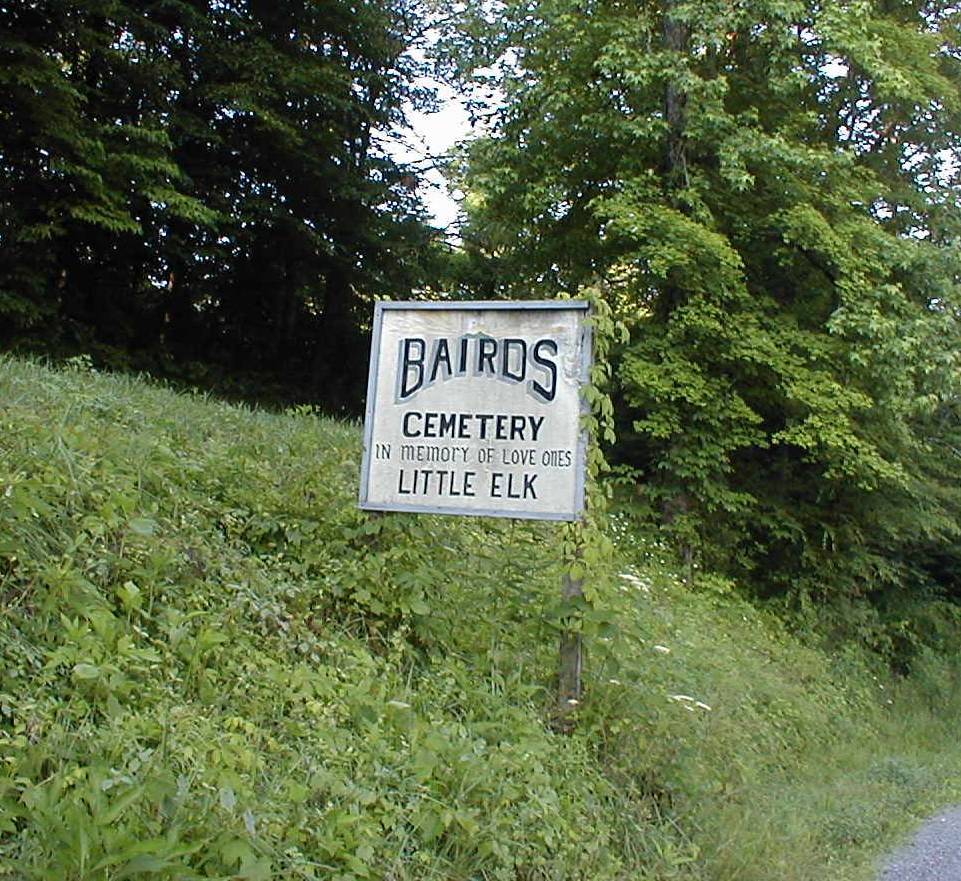 BAIRDS
CEMETERY
IN MEMORY OF LOVE ONES
LITTLE ELK